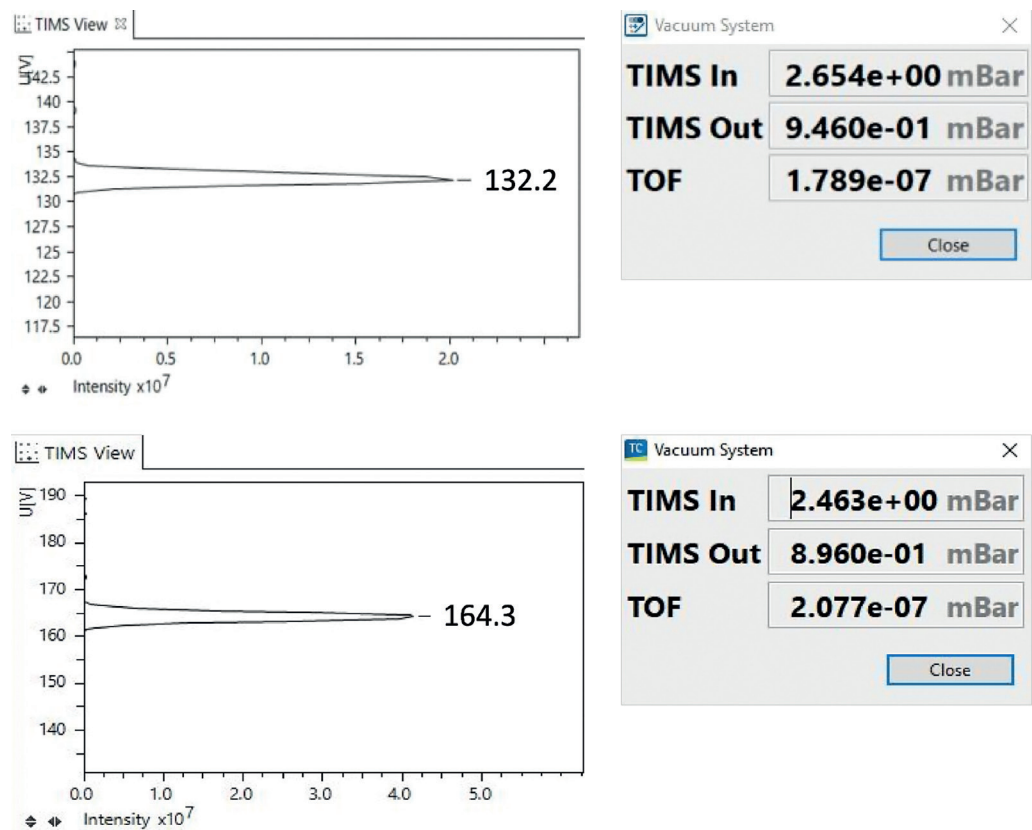 TIMS View
U[V]
142.5
140
137.5
135
132.5
130
127.5
125
122.5
120
117.5
132.2
0.0 0.5 1.0 1.5 2.0
Intensity x10⁷
Vacuum System
TIMS In 2.654e+00 mBar
TIMS Out 9.460e-01 mBar
TOF 1.789e-07 mBar
Close
TIMS View
U[V]
190
180
170
160
150
140
164.3
0.0 1.0 2.0 3.0 4.0 5.0
Intensity x10⁷
TC Vacuum System
TIMS In 2.463e+00 mBar
TIMS Out 8.960e-01 mBar
TOF 2.077e-07 mBar
Close